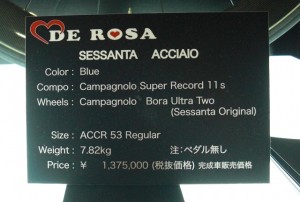 DE ROSA
SESSANTA ACCIAIO
Color : Blue
Compo : Campagnolo Super Record 11s
Wheels : Campagnolo Bora Ultra Two
(Sessanta Original)
Size : ACCR 53 Regular
Weight : 7.82kg 注：ペダル無し
Price : ¥ 1,375,000 (税抜価格) 完成車販売価格